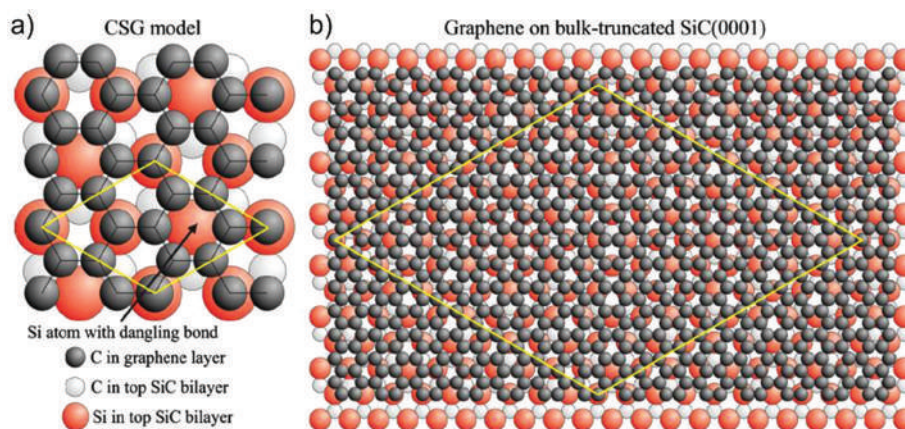 a)
CSG model
Si atom with dangling bond
C in graphene layer
C in top SiC bilayer
Si in top SiC bilayer
b)
Graphene on bulk-truncated SiC(0001)